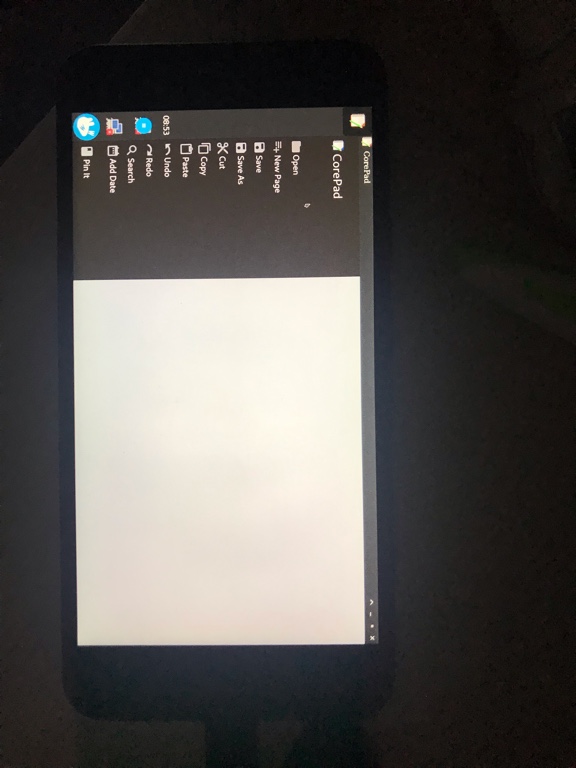 CorePad
CorePad
Open
New Page
Save
Save As
Cut
Copy
Paste
08:53
Undo
Redo
Search
Add Date
Pin It